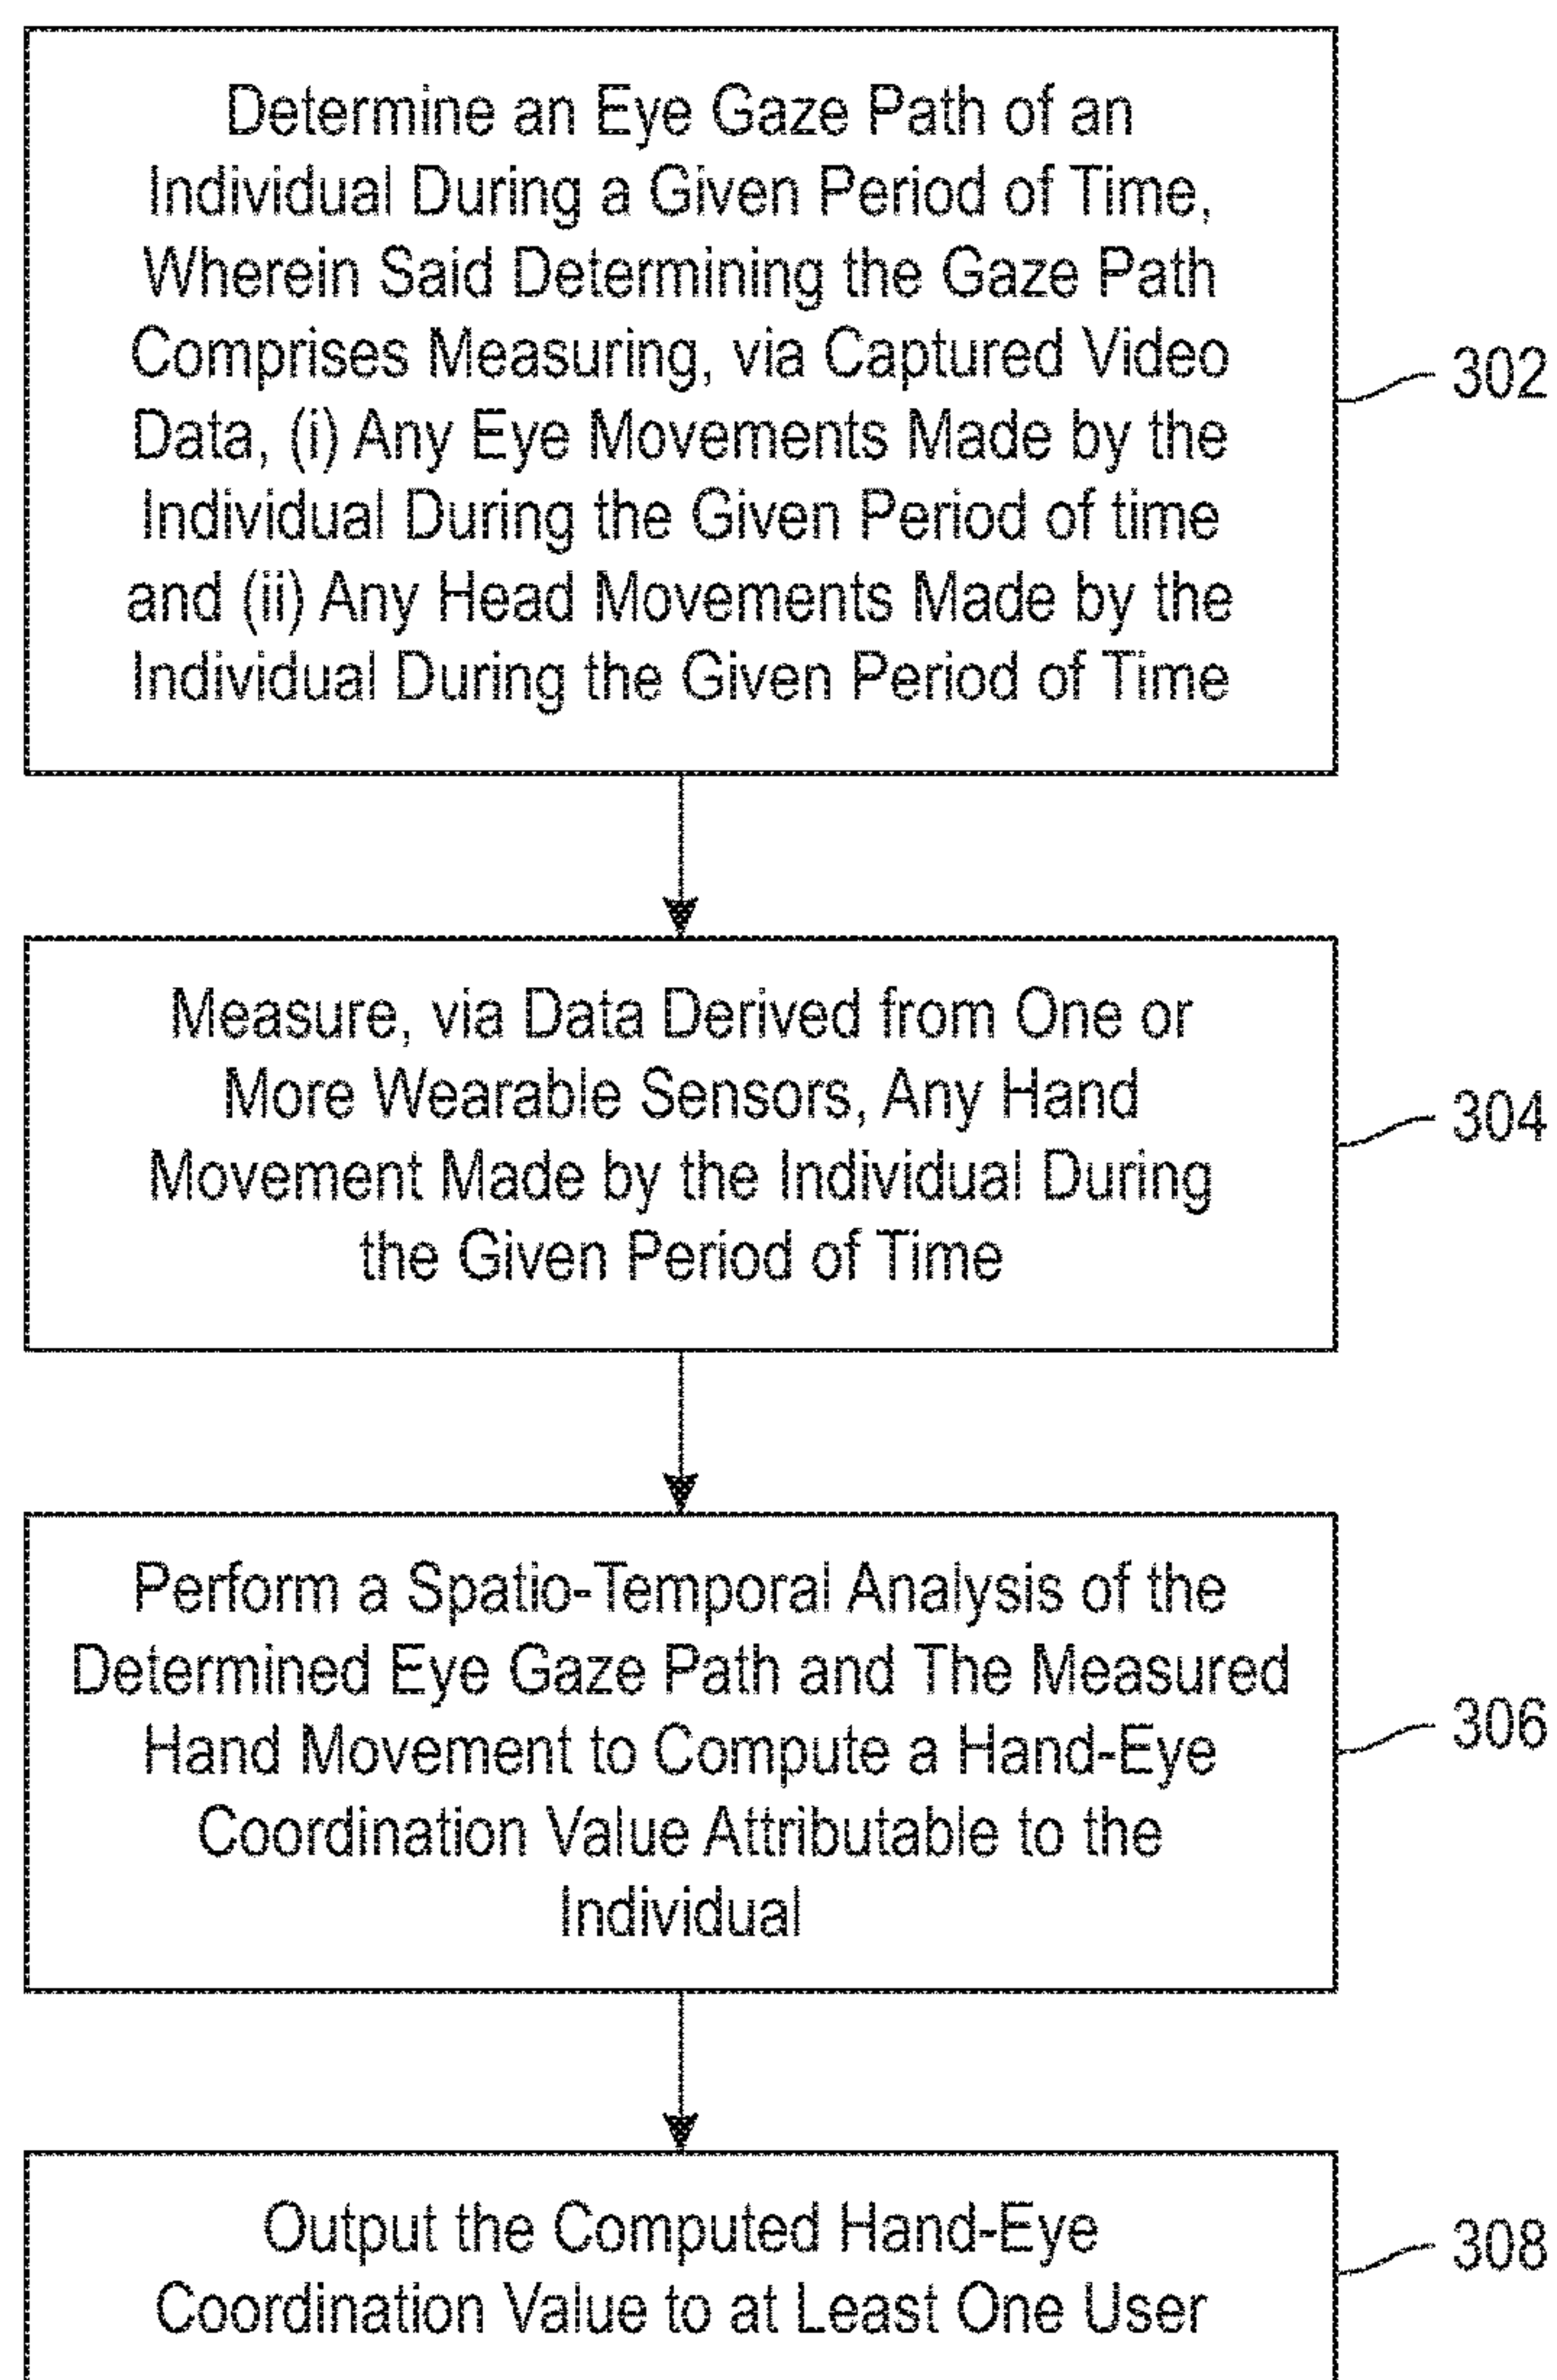 Determine an Eye Gaze Path of an
Individual During a Given Period of Time,
Wherein Said Determining the Gaze Path
Comprises Measuring, via Captured Video
Data, (i) Any Eye Movements Made by the
Individual During the Given Period of time
and (ii) Any Head Movements Made by the
Individual During the Given Period of Time
302
Measure, via Data Derived from One or
More Wearable Sensors, Any Hand
Movement Made by the Individual During
the Given Period of Time
304
Perform a Spatio-Temporal Analysis of the
Determined Eye Gaze Path and The Measured
Hand Movement to Compute a Hand-Eye
Coordination Value Attributable to the
Individual
306
Output the Computed Hand-Eye
Coordination Value to at Least One User
308